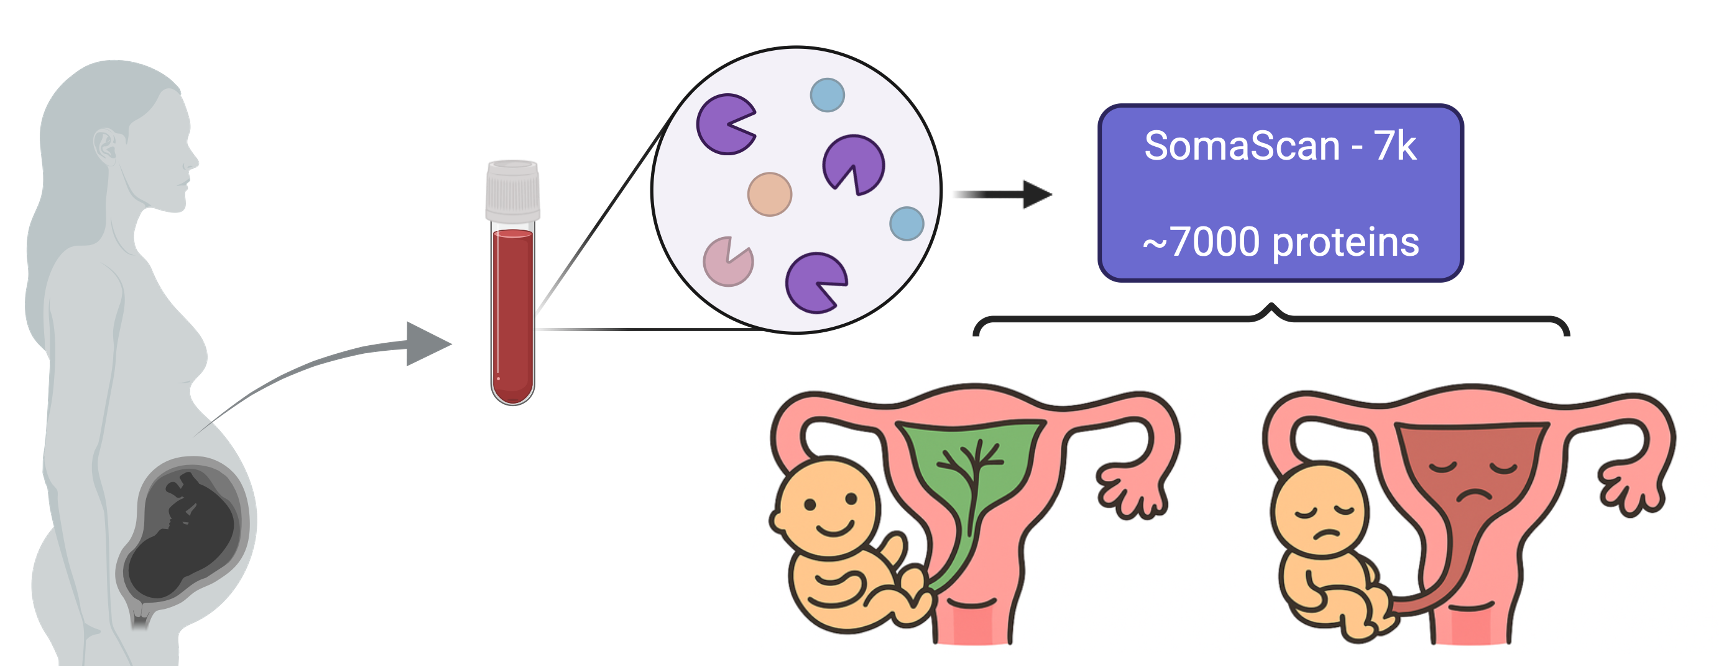 SomaScan - 7k
~7000 proteins